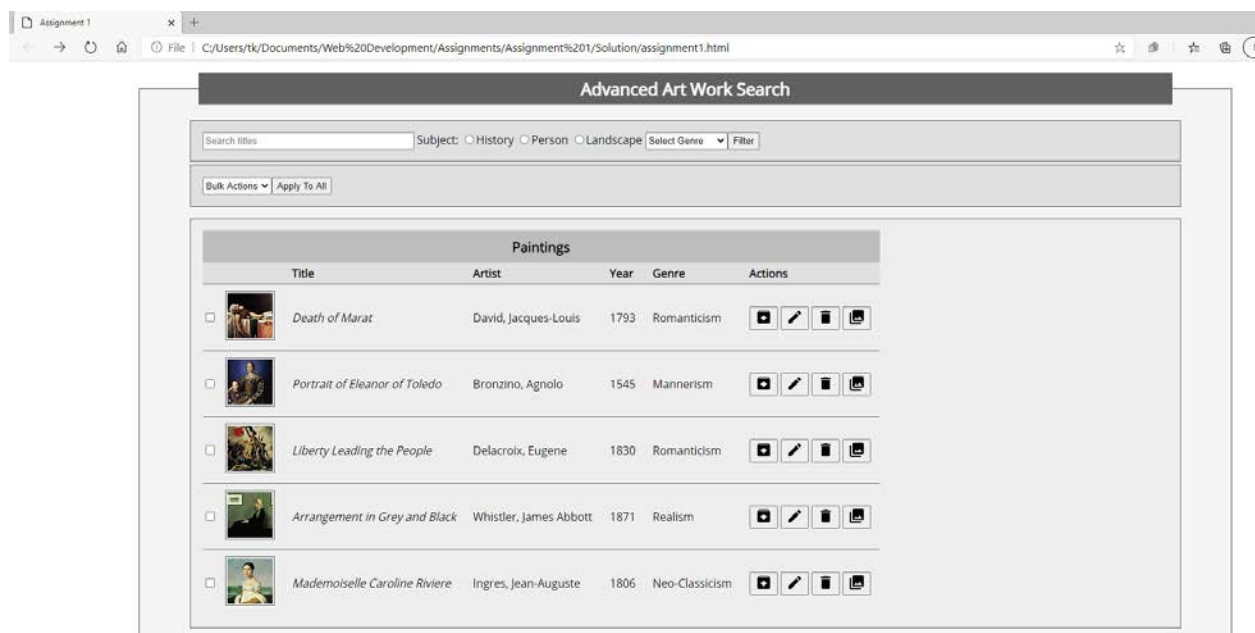 Assignment 1
File C:/Users/tk/Documents/Web%20Development/Assignments/Assignment%201/Solution/assignment1.html
Advanced Art Work Search
Search titles Subject: History Person Landscape Select Genre Filter
Bulk Actions Apply To All
Paintings
Title Artist Year Genre Actions
Death of Marat David, Jacques-Louis 1793 Romanticism
Portrait of Eleanor of Toledo Bronzino, Agnolo 1545 Mannerism
Liberty Leading the People Delacroix, Eugene 1830 Romanticism
Arrangement in Grey and Black Whistler, James Abbott 1871 Realism
Mademoiselle Caroline Riviere Ingres, Jean-Auguste 1806 Neo-Classicism